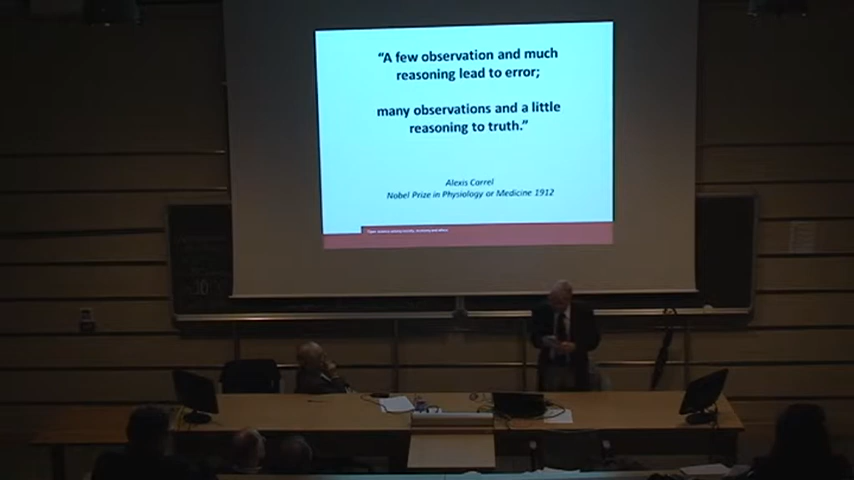 “A few observation and much
reasoning lead to error;
many observations and a little
reasoning to truth.”
Alexis Carrel
Nobel Prize in Physiology or Medicine 1912